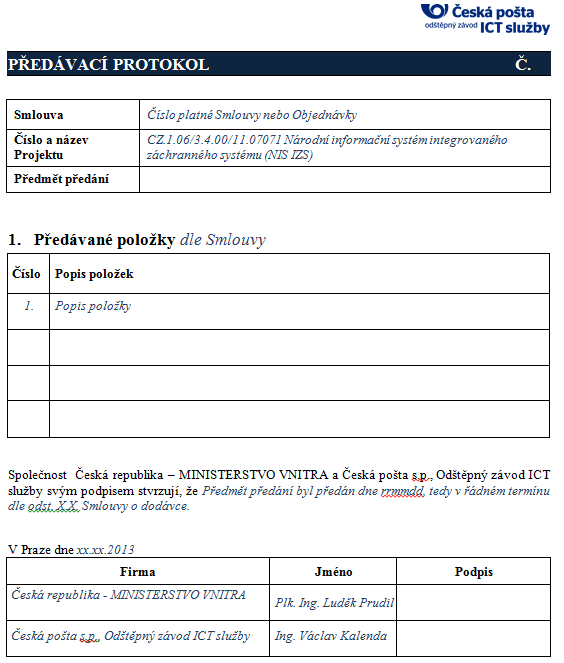 Česká pošta
odštěpný závod ICT služby
PŘEDÁVACÍ PROTOKOL Č.
Smlouva Číslo platné Smlouvy nebo Objednávky
Číslo a název CZ.1.06/3.4.00/11.07071 Národní informační systém integrovaného
Projektu záchranného systému (NIS IZS)
Předmět předání
1. Předávané položky dle Smlouvy
Číslo Popis položek
1. Popis položky
Společnost Česká republika – MINISTERSTVO VNITRA a Česká pošta s.p., Odštěpný závod ICT
služby svým podpisem stvrzují, že Předmět předání byl předán dne rrmmdd, tedy v řádném termínu
dle odst. X.X. Smlouvy o dodávce.
V Praze dne xx.xx.2013
Firma Jméno Podpis
Česká republika - MINISTERSTVO VNITRA Plk. Ing. Luděk Prudil
Česká pošta s.p., Odštěpný závod ICT služby Ing. Václav Kalenda